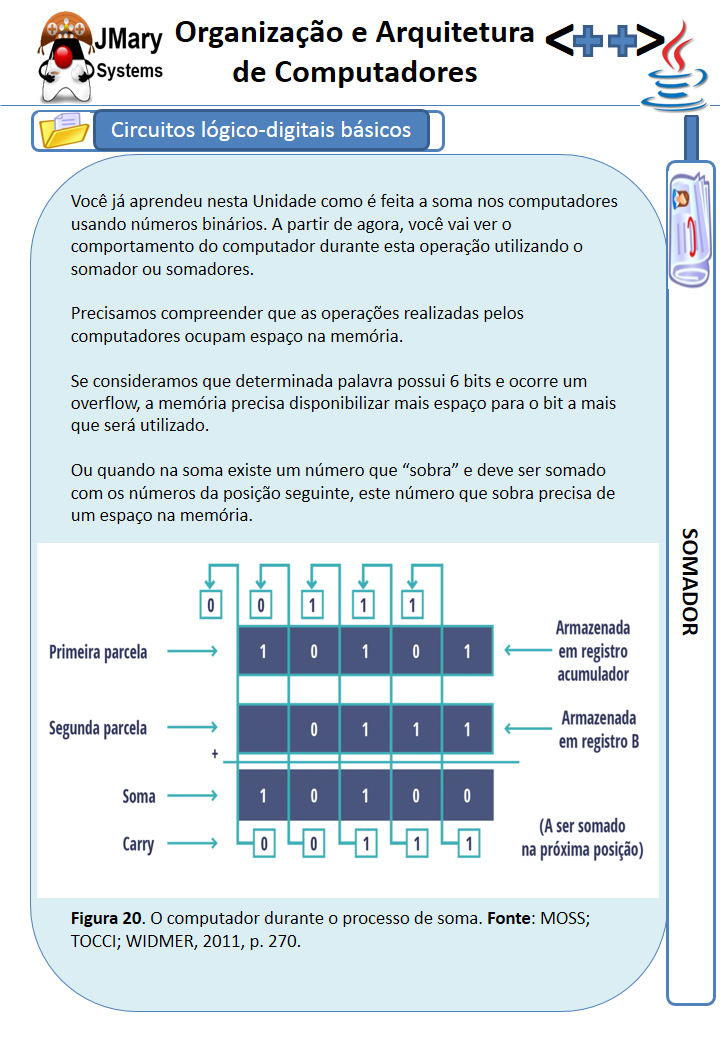 JMary
Systems
Organização e Arquitetura
de Computadores
<++>
Circuitos lógico-digitais básicos
Você já aprendeu nesta Unidade como é feita a soma nos computadores
usando números binários. A partir de agora, você vai ver o
comportamento do computador durante esta operação utilizando o
somador ou somadores.
Precisamos compreender que as operações realizadas pelos
computadores ocupam espaço na memória.
Se consideramos que determinada palavra possui 6 bits e ocorre um
overflow, a memória precisa disponibilizar mais espaço para o bit a mais
que será utilizado.
Ou quando na soma existe um número que “sobra” e deve ser somado
com os números da posição seguinte, este número que sobra precisa de
um espaço na memória.
SOMADOR
0 0 1 1 1
Primeira parcela 1 0 1 0 1 Armazenada
em registro
acumulador
Segunda parcela 0 1 1 1 Armazenada
em registro B
+
Soma 1 0 1 0 0
Carry 0 0 1 1 1 (A ser somado
na próxima posição)
Figura 20. O computador durante o processo de soma. Fonte: MOSS;
TOCCI; WIDMER, 2011, p. 270.